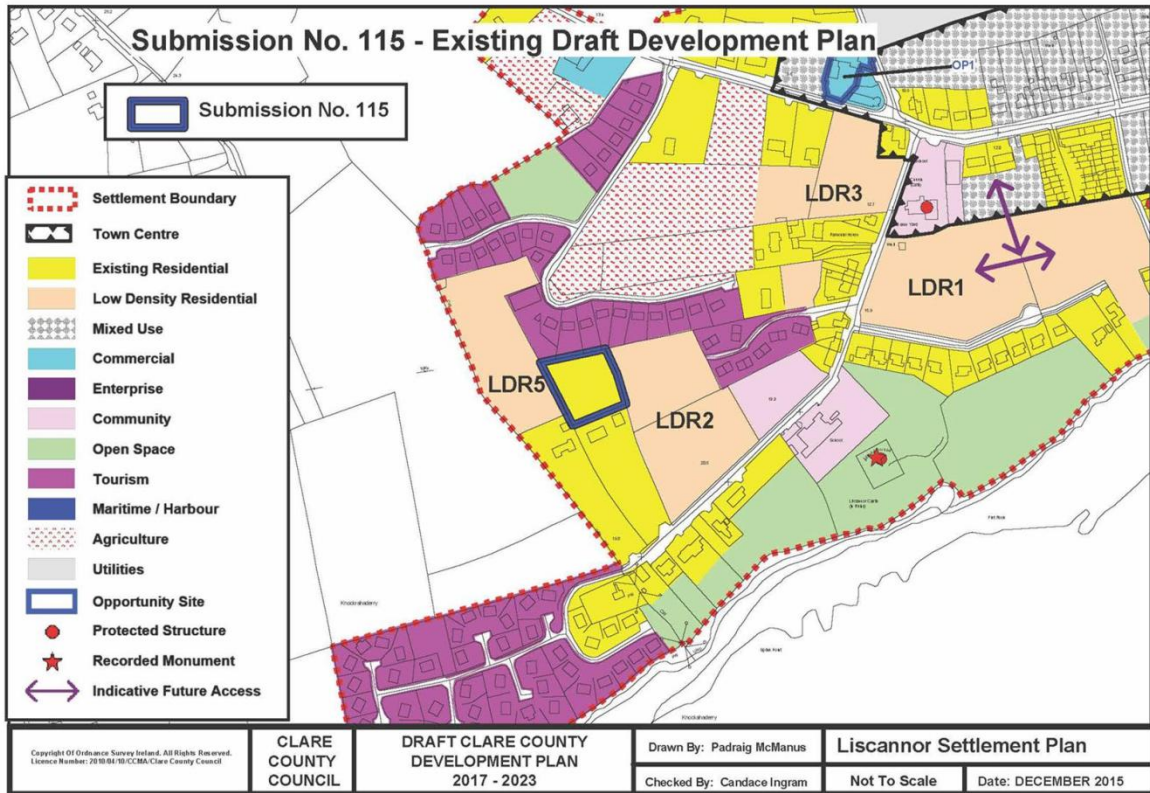 Submission No. 115 - Existing Draft Development Plan
Submission No. 115
OP1
Settlement Boundary
Town Centre
Existing Residential
Low Density Residential
Mixed Use
Commercial
Enterprise
Community
Open Space
Tourism
Maritime / Harbour
Agriculture
Utilities
Opportunity Site
Protected Structure
Recorded Monument
Indicative Future Access
LDR3
LDR1
LDR5
LDR2
Knockahaderry
Knockahaderry
Copyright Of Ordnance Survey Ireland. All Rights Reserved.
Licence Number: 2010/04/10/CCMA/Clare County Council
CLARE
COUNTY
COUNCIL
DRAFT CLARE COUNTY
DEVELOPMENT PLAN
2017 - 2023
Drawn By: Padraig McManus
Checked By: Candace Ingram
Liscannor Settlement Plan
Not To Scale
Date: DECEMBER 2015